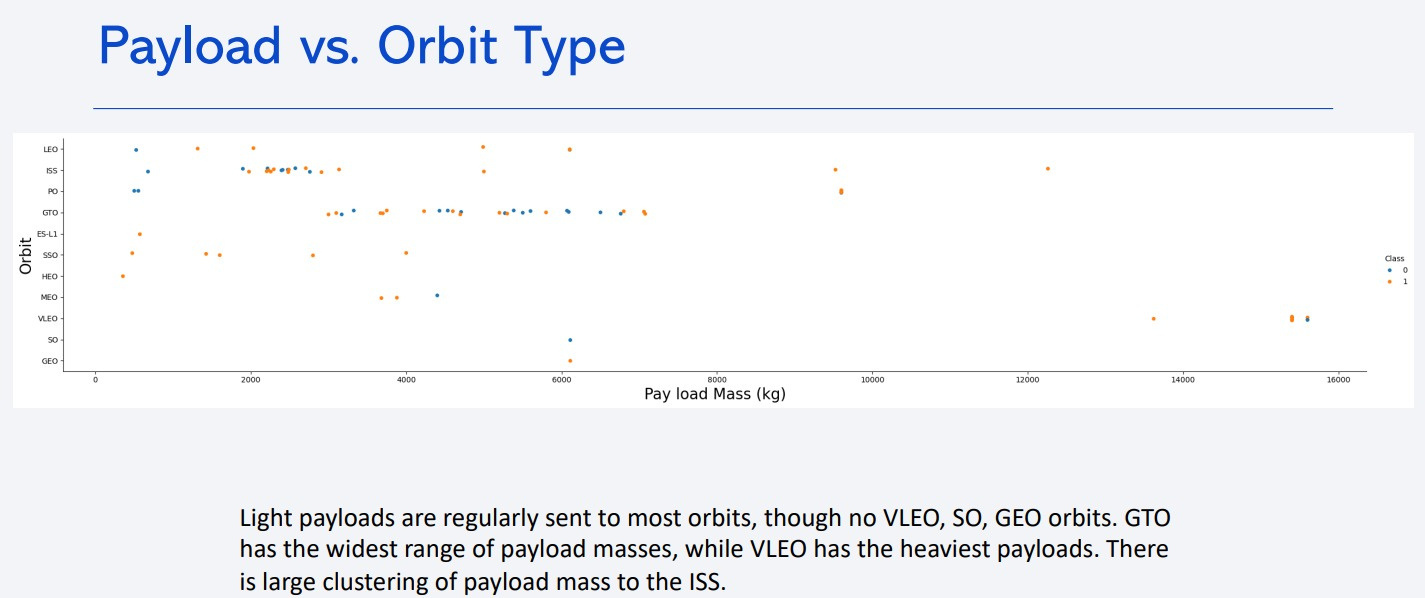 Payload vs. Orbit Type
LEO
ISS
PO
GTO
ES-L1
SSO
HEO
MEO
VLEO
SO
GEO
Orbit
0
2000
4000
6000
8000
10000
12000
14000
16000
Pay load Mass (kg)
Class
0
1
Light payloads are regularly sent to most orbits, though no VLEO, SO, GEO orbits. GTO
has the widest range of payload masses, while VLEO has the heaviest payloads. There
is large clustering of payload mass to the ISS.